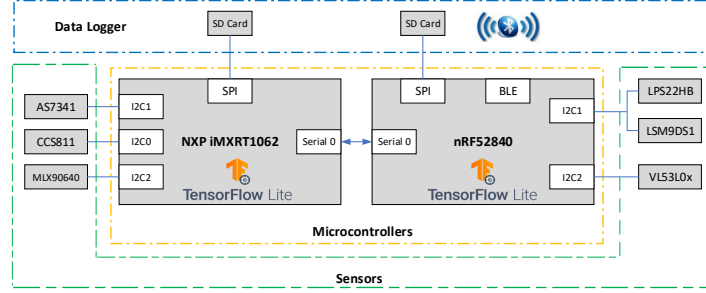 Data Logger
SD Card
SD Card
SPI
SPI
BLE
AS7341
I2C1
I2C1
LPS22HB
CCS811
I2C0
NXP iMXRT1062
Serial 0
Serial 0
nRF52840
LSM9DS1
MLX90640
I2C2
I2C2
VL53L0x
TensorFlow Lite
TensorFlow Lite
Microcontrollers
Sensors